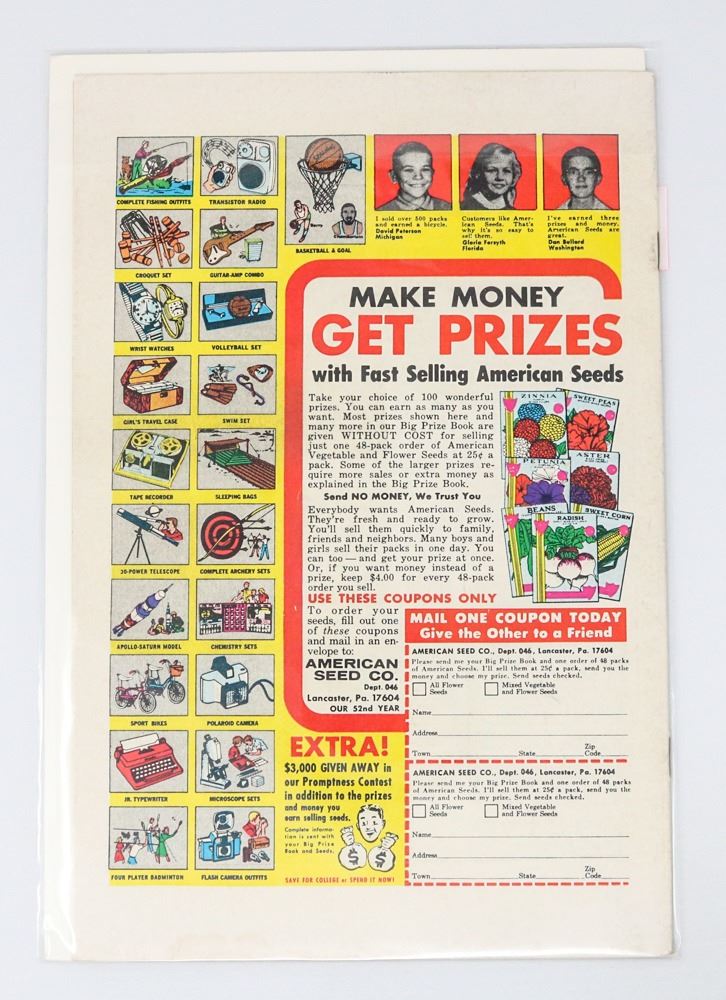 COMPLETE FISHING OUTFITS
TRANSISTOR RADIO
BASKETBALL & GOAL
I sold over 500 packs
and earned a bicycle.
David Peterson
Michigan
Customers like Amer-
ican Seeds. That's
why it's so easy to
sell them.
Gloria Forsyth
Florida
I've earned three
prizes and money.
American Seeds are
great.
Dan Bollard
Washington
CROQUET SET
GUITAR-AMP COMBO
WRIST WATCHES
VOLLEYBALL SET
GIRL'S TRAVEL CASE
SWIM SET
TAPE RECORDER
SLEEPING BAGS
30-POWER TELESCOPE
COMPLETE ARCHERY SETS
APOLLO-SATURN MODEL
CHEMISTRY SETS
SPORT BIKES
POLAROID CAMERA
JR. TYPEWRITER
MICROSCOPE SETS
FOUR PLAYER BADMINTON
FLASH CAMERA OUTFITS
MAKE MONEY
GET PRIZES
with Fast Selling American Seeds
Take your choice of 100 wonderful
prizes. You can earn as many as you
want. Most prizes shown here and
many more in our Big Prize Book are
given WITHOUT COST for selling
just one 48-pack order of American
Vegetable and Flower Seeds at 25¢ a
pack. Some of the larger prizes re-
quire more sales or extra money as
explained in the Big Prize Book.
Send NO MONEY, We Trust You
Everybody wants American Seeds.
They're fresh and ready to grow.
You'll sell them quickly to family,
friends and neighbors. Many boys and
girls sell their packs in one day. You
can too — and get your prize at once.
Or, if you want money instead of a
prize, keep $4.00 for every 48-pack
order you sell.
ZINNIA
SWEET PEAS
PETUNIA
ASTER
BEANS
RADISH
SWEET CORN
USE THESE COUPONS ONLY
To order your
seeds, fill out one
of these coupons
and mail in an en-
velope to:
AMERICAN
SEED CO.
Dept. 046
Lancaster, Pa. 17604
OUR 52nd YEAR
EXTRA!
$3,000 GIVEN AWAY in
our Promptness Contest
in addition to the prizes
and money you
earn selling seeds.
Complete informa-
tion is sent with
your Big Prize
Book and Seeds.
$ $
SAVE FOR COLLEGE or SPEND IT NOW!
MAIL ONE COUPON TODAY
Give the Other to a Friend
AMERICAN SEED CO., Dept. 046, Lancaster, Pa. 17604
Please send me your Big Prize Book and one order of 48 packs
of American Seeds. I'll sell them at 25¢ a pack, send you the
money and choose my prize. Send seeds checked.
All Flower
Seeds
Mixed Vegetable
and Flower Seeds
Name
Address
Town State Zip Code
AMERICAN SEED CO., Dept. 046, Lancaster, Pa. 17604
Please send me your Big Prize Book and one order of 48 packs
of American Seeds. I'll sell them at 25¢ a pack, send you the
money and choose my prize. Send seeds checked.
All Flower
Seeds
Mixed Vegetable
and Flower Seeds
Name
Address
Town State Zip Code